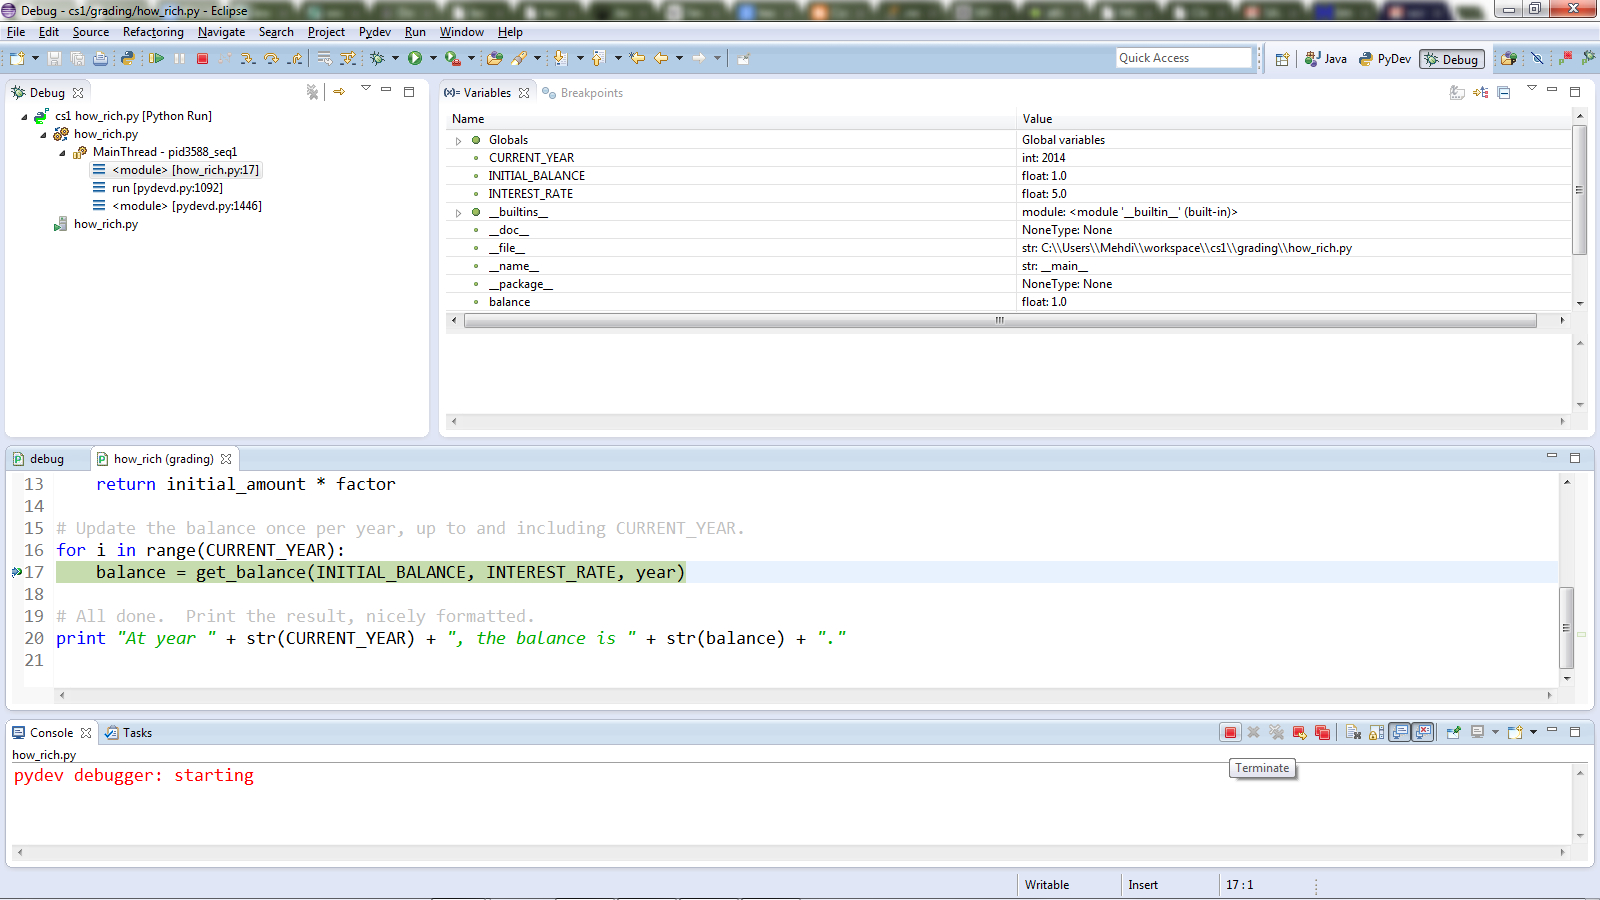 Debug - cs1/grading/how_rich.py - Eclipse
File Edit Source Refactoring Navigate Search Project Pydev Run Window Help
Quick Access
Java PyDev Debug
Debug
cs1 how_rich.py [Python Run]
how_rich.py
MainThread - pid3588_seq1
<module> [how_rich.py:17]
run [pydevd.py:1092]
<module> [pydevd.py:1446]
how_rich.py
(x)= Variables Breakpoints
Name Value
Globals Global variables
CURRENT_YEAR int: 2014
INITIAL_BALANCE float: 1.0
INTEREST_RATE float: 5.0
__builtins__ module: <module '__builtin__' (built-in)>
__doc__ NoneType: None
__file__ str: C:\\Users\\Mehdi\\workspace\\cs1\\grading\\how_rich.py
__name__ str: __main__
__package__ NoneType: None
balance float: 1.0
debug how_rich (grading)
13 return initial_amount * factor
14
15 # Update the balance once per year, up to and including CURRENT_YEAR.
16 for i in range(CURRENT_YEAR):
17 balance = get_balance(INITIAL_BALANCE, INTEREST_RATE, year)
18
19 # All done.  Print the result, nicely formatted.
20 print "At year " + str(CURRENT_YEAR) + ", the balance is " + str(balance) + "."
21
Console Tasks
how_rich.py
pydev debugger: starting
Terminate
Writable Insert 17 : 1